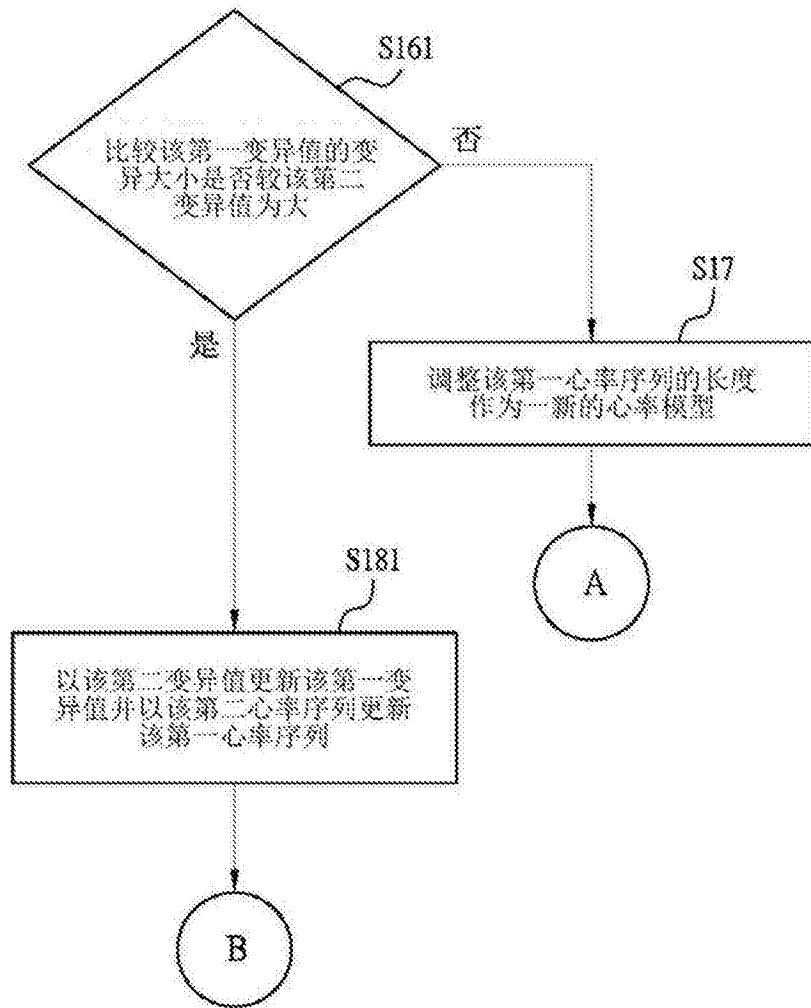 S161
比较该第一变异值的变
异大小是否较该第二
变异值为大
否
是
S17
调整该第一心率序列的长度
作为一新的心率模型
A
S181
以该第二变异值更新该第一变
异值并以该第二心率序列更新
该第一心率序列
B